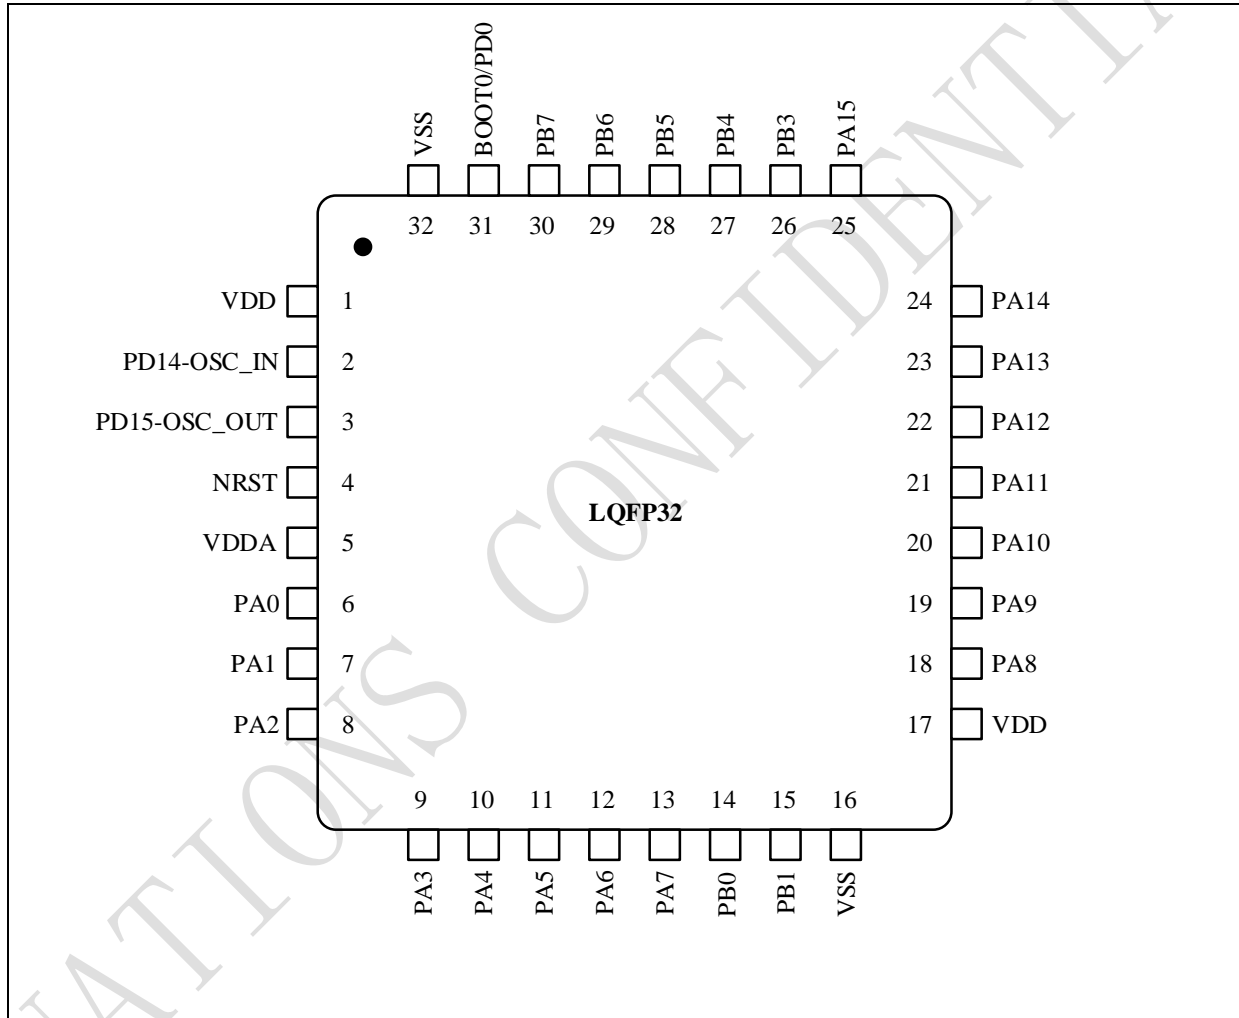 VSS
BOOT0/PD0
PB7
PB6
PB5
PB4
PB3
PA15
32 31 30 29 28 27 26 25
VDD 1 24 PA14
PD14-OSC_IN 2 23 PA13
PD15-OSC_OUT 3 22 PA12
NRST 4 21 PA11
LQFP32
VDDA 5 20 PA10
PA0 6 19 PA9
PA1 7 18 PA8
PA2 8 17 VDD
9 10 11 12 13 14 15 16
PA3
PA4
PA5
PA6
PA7
PB0
PB1
VSS
NATIONS CONFIDENTIA